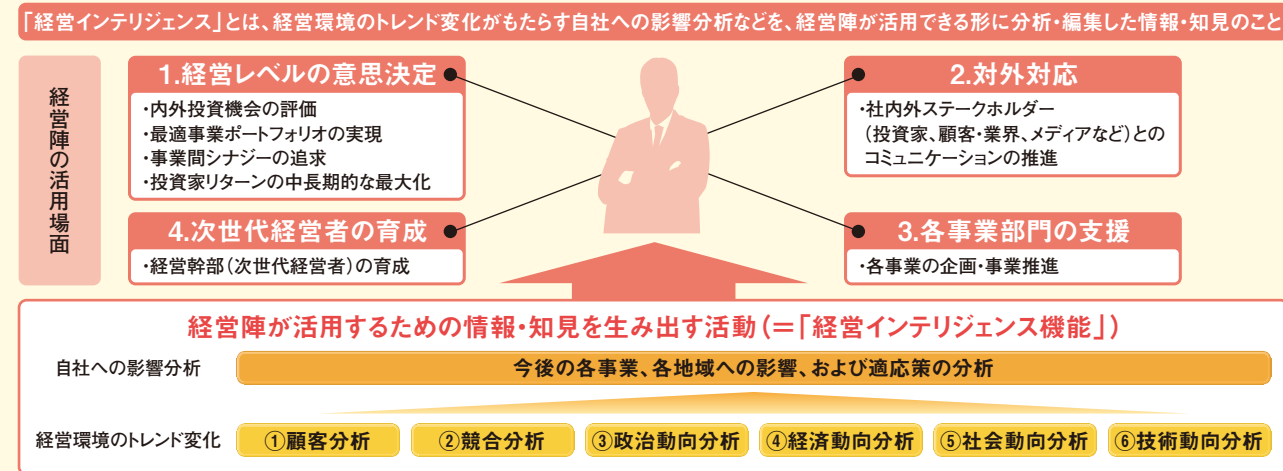 「経営インテリジェンス」とは、経営環境のトレンド変化がもたらす自社への影響分析などを、経営陣が活用できる形に分析・編集した情報・知見のこと
経営陣の活用場面
1.経営レベルの意思決定
・内外投資機会の評価
・最適事業ポートフォリオの実現
・事業間シナジーの追求
・投資家リターンの中長期的な最大化
2.対外対応
・社内外ステークホルダー
(投資家、顧客・業界、メディアなど)との
コミュニケーションの推進
4.次世代経営者の育成
・経営幹部(次世代経営者)の育成
3.各事業部門の支援
・各事業の企画・事業推進
経営陣が活用するための情報・知見を生み出す活動(=「経営インテリジェンス機能」)
自社への影響分析
今後の各事業、各地域への影響、および適応策の分析
経営環境のトレンド変化
①顧客分析
②競合分析
③政治動向分析
④経済動向分析
⑤社会動向分析
⑥技術動向分析